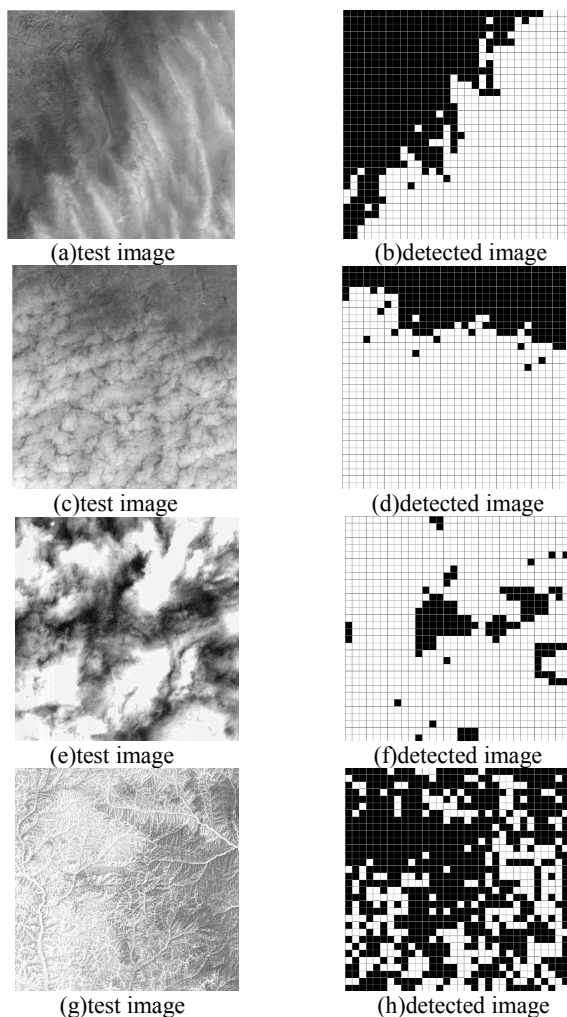 (a)test image
(b)detected image
(c)test image
(d)detected image
(e)test image
(f)detected image
(g)test image
(h)detected image